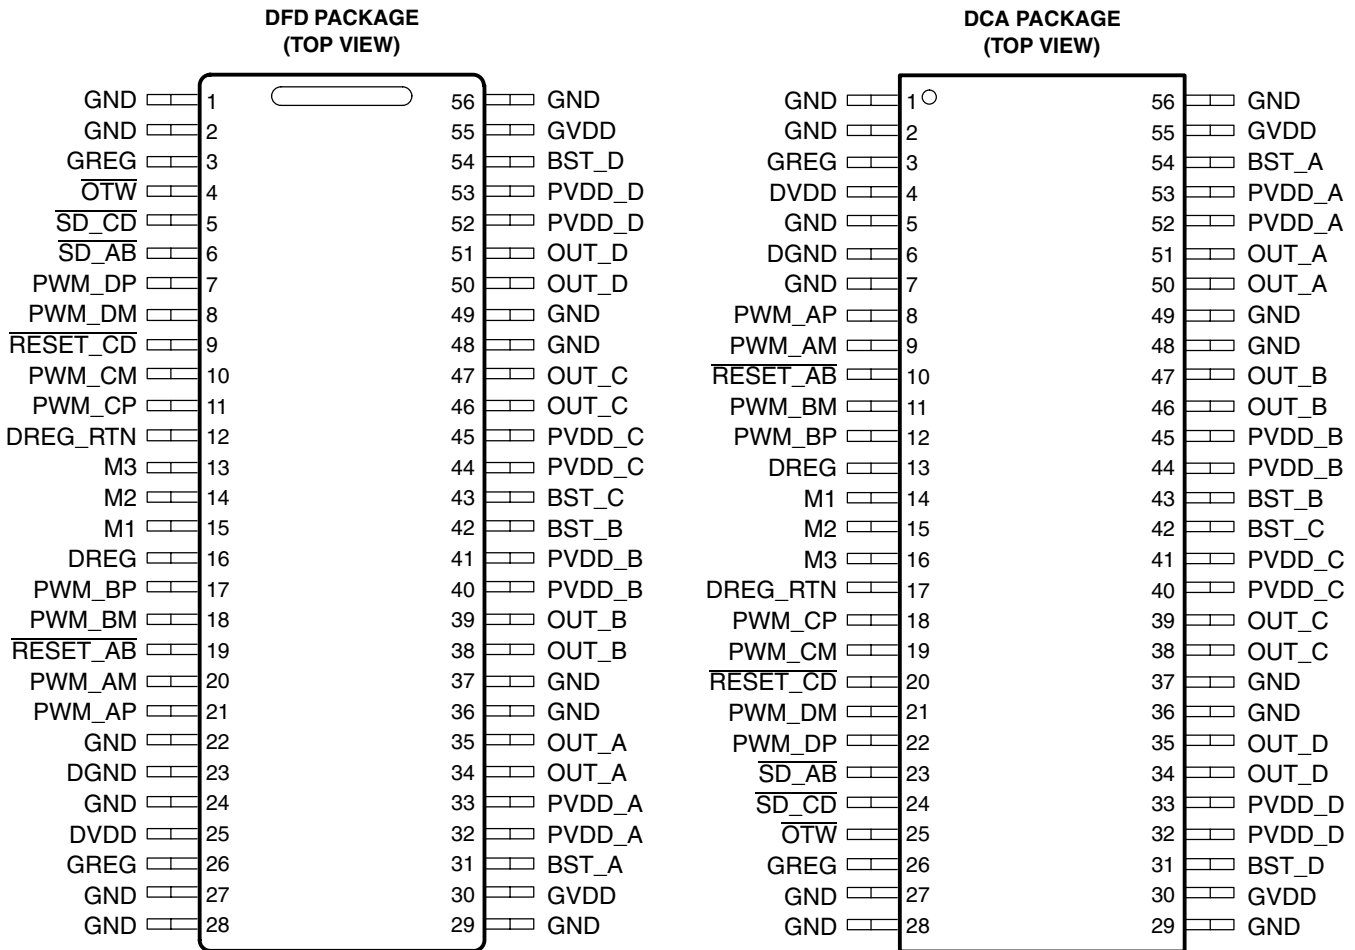 DFD PACKAGE
(TOP VIEW)
GND 1 56 GND
GND 2 55 GVDD
GREG 3 54 BST_D
OTW 4 53 PVDD_D
SD_CD 5 52 PVDD_D
SD_AB 6 51 OUT_D
PWM_DP 7 50 OUT_D
PWM_DM 8 49 GND
RESET_CD 9 48 GND
PWM_CM 10 47 OUT_C
PWM_CP 11 46 OUT_C
DREG_RTN 12 45 PVDD_C
M3 13 44 PVDD_C
M2 14 43 BST_C
M1 15 42 BST_B
DREG 16 41 PVDD_B
PWM_BP 17 40 PVDD_B
PWM_BM 18 39 OUT_B
RESET_AB 19 38 OUT_B
PWM_AM 20 37 GND
PWM_AP 21 36 GND
GND 22 35 OUT_A
DGND 23 34 OUT_A
GND 24 33 PVDD_A
DVDD 25 32 PVDD_A
GREG 26 31 BST_A
GND 27 30 GVDD
GND 28 29 GND
DCA PACKAGE
(TOP VIEW)
GND 1 56 GND
GND 2 55 GVDD
GREG 3 54 BST_A
DVDD 4 53 PVDD_A
GND 5 52 PVDD_A
DGND 6 51 OUT_A
GND 7 50 OUT_A
PWM_AP 8 49 GND
PWM_AM 9 48 GND
RESET_AB 10 47 OUT_B
PWM_BM 11 46 OUT_B
PWM_BP 12 45 PVDD_B
DREG 13 44 PVDD_B
M1 14 43 BST_B
M2 15 42 BST_C
M3 16 41 PVDD_C
DREG_RTN 17 40 PVDD_C
PWM_CP 18 39 OUT_C
PWM_CM 19 38 OUT_C
RESET_CD 20 37 GND
PWM_DM 21 36 GND
PWM_DP 22 35 OUT_D
SD_AB 23 34 OUT_D
SD_CD 24 33 PVDD_D
OTW 25 32 PVDD_D
GREG 26 31 BST_D
GND 27 30 GVDD
GND 28 29 GND